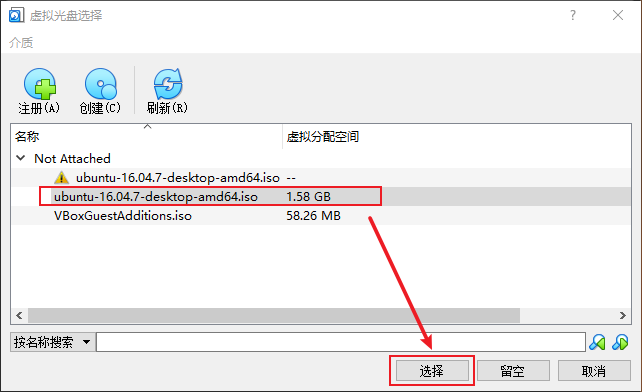 虚拟光盘选择
介质
注册(A) 创建(C) 刷新(R)
名称 虚拟分配空间
Not Attached
ubuntu-16.04.7-desktop-amd64.iso --
ubuntu-16.04.7-desktop-amd64.iso 1.58 GB
VBoxGuestAdditions.iso 58.26 MB
按名称搜索
选择 留空 取消